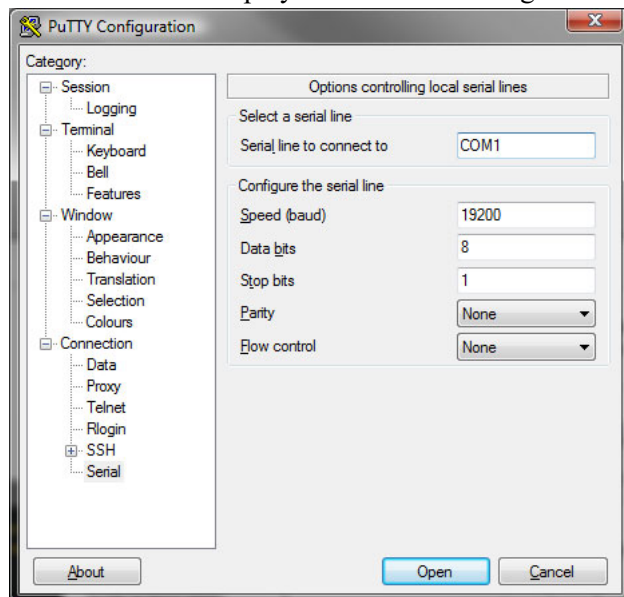 PuTTY Configuration
Category:
Session
Logging
Terminal
Keyboard
Bell
Features
Window
Appearance
Behaviour
Translation
Selection
Colours
Connection
Data
Proxy
Telnet
Rlogin
SSH
Serial
Options controlling local serial lines
Select a serial line
Serial line to connect to COM1
Configure the serial line
Speed (baud) 19200
Data bits 8
Stop bits 1
Parity None
Flow control None
About Open Cancel